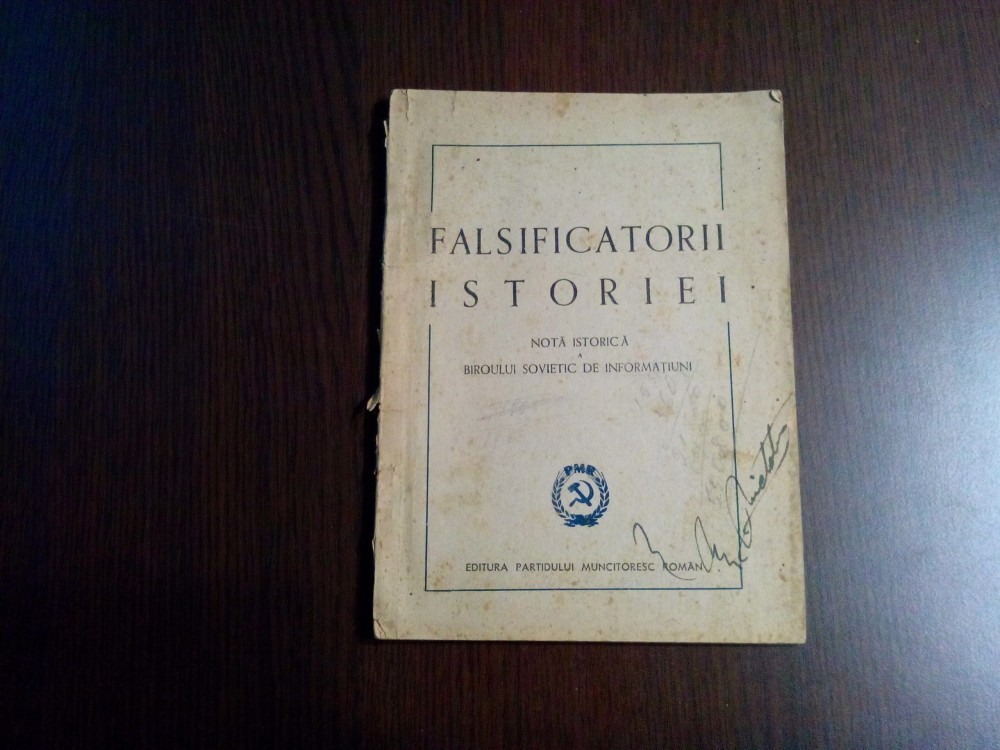 FALSIFICATORII
ISTORIEI
NOTĂ ISTORICĂ
A
BIROULUI SOVIETIC DE INFORMAȚIUNI
PMR
EDITURA PARTIDULUI MUNCITORESC ROMÂN